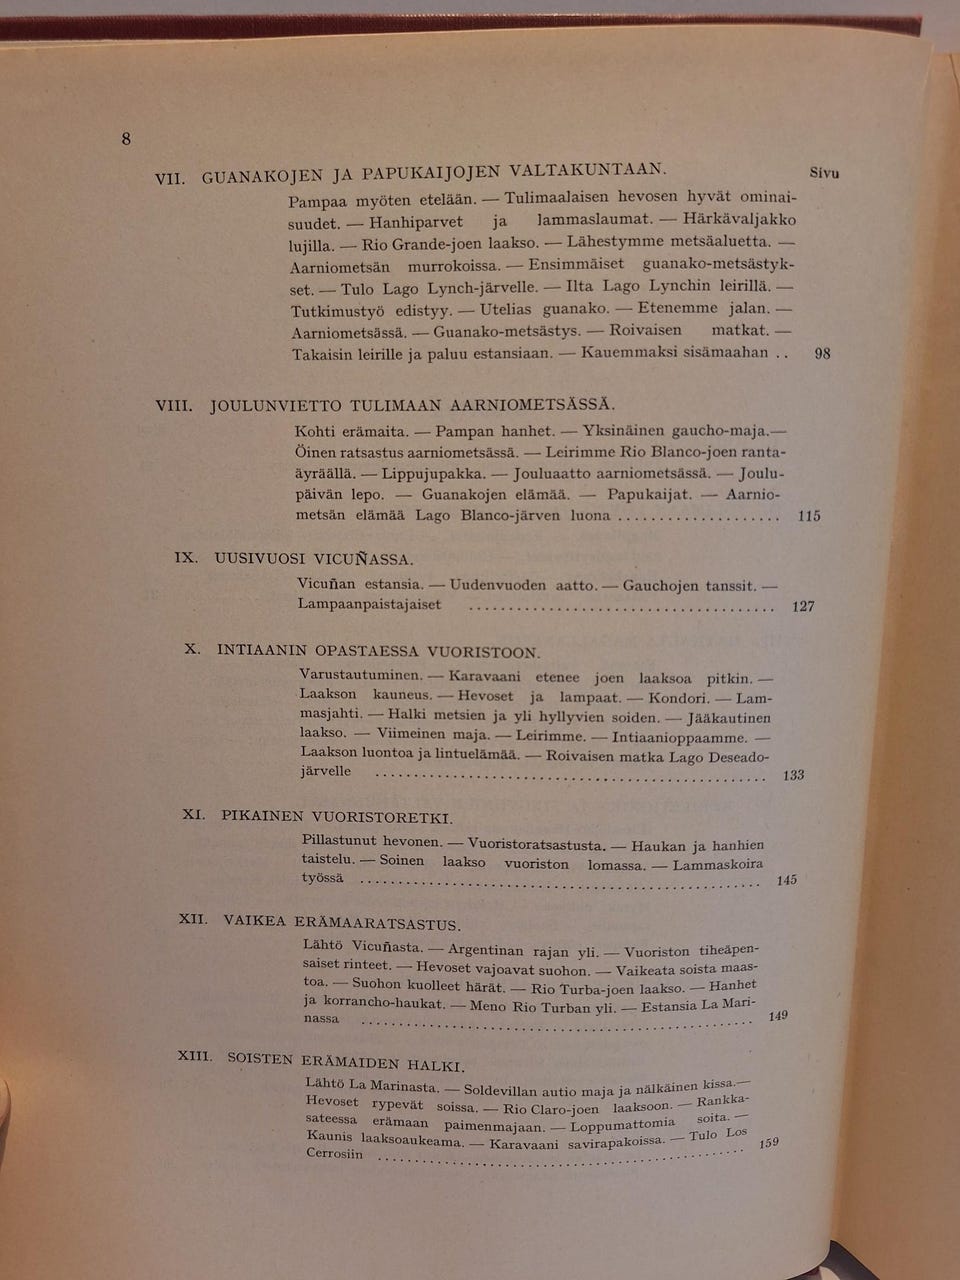 8
VII. GUANAKOJEN JA PAPUKAIJOJEN VALTAKUNTAAN. Sivu
Pampaa myöten etelään. — Tulimaalaisen hevosen hyvät ominai-
suudet. — Hanhiparvet ja lammaslaumat. — Härkävaljakko
lujilla. — Rio Grande-joen laakso. — Lähestymme metsäaluetta. —
Aarniometsän murrokoissa. — Ensimmäiset guanako-metsästyk-
set. — Tulo Lago Lynch-järvelle. — Ilta Lago Lynchin leirillä. —
Tutkimustyö edistyy. — Utelias guanako. — Etenemme jalan. —
Aarniometsässä. — Guanako-metsästys. — Roivaisen matkat. —
Takaisin leirille ja paluu estansiaan. — Kauemmaksi sisämaahan .. 98
VIII. JOULUNVIETTO TULIMAAN AARNIOMETSÄSSÄ.
Kohti erämaita. — Pampan hanhet. — Yksinäinen gaucho-maja.—
Öinen ratsastus aarniometsässä. — Leirimme Rio Blanco-joen ranta-
äyräällä. — Lippujupakka. — Jouluaatto aarniometsässä. — Joulu-
päivän lepo. — Guanakojen elämää. — Papukaijat. — Aarnio-
metsän elämää Lago Blanco-järven luona .................... 115
IX. UUSIVUOSI VICUÑASSA.
Vicuñan estansia. — Uudenvuoden aatto. — Gauchojen tanssit. —
Lampaanpaistajaiset ...................................... 127
X. INTIAANIN OPASTAESSA VUORISTOON.
Varustautuminen. — Karavaani etenee joen laaksoa pitkin. —
Laakson kauneus. — Hevoset ja lampaat. — Kondori. — Lam-
masjahti. — Halki metsien ja yli hyllyvien soiden. — Jääkautinen
laakso. — Viimeinen maja. — Leirimme. — Intiaanioppaamme. —
Laakson luontoa ja lintuelämää. — Roivaisen matka Lago Deseado-
järvelle .................................................. 133
XI. PIKAINEN VUORISTORETKI.
Pillastunut hevonen. — Vuoristoratsastusta. — Haukan ja hanhien
taistelu. — Soinen laakso vuoriston lomassa. — Lammaskoira
työssä .................................................... 145
XII. VAIKEA ERÄMAARATSASTUS.
Lähtö Vicuñasta. — Argentinan rajan yli. — Vuoriston tiheäpen-
saiset rinteet. — Hevoset vajoavat suohon. — Vaikeata soista maas-
toa. — Suohon kuolleet härät. — Rio Turba-joen laakso. — Hanhet
ja korrancho-haukat. — Meno Rio Turban yli. — Estansia La Mari-
nassa .................................................... 149
XIII. SOISTEN ERÄMAIDEN HALKI.
Lähtö La Marinasta. — Soldevillan autio maja ja nälkäinen kissa.—
Hevoset rypevät soissa. — Rio Claro-joen laaksoon. — Rankka-
sateessa erämaan paimenmajaan. — Loppumattomia soita. —
Kaunis laaksoaukeama. — Karavaani savirapakoissa. — Tulo Los
Cerrosiin ................................................ 159